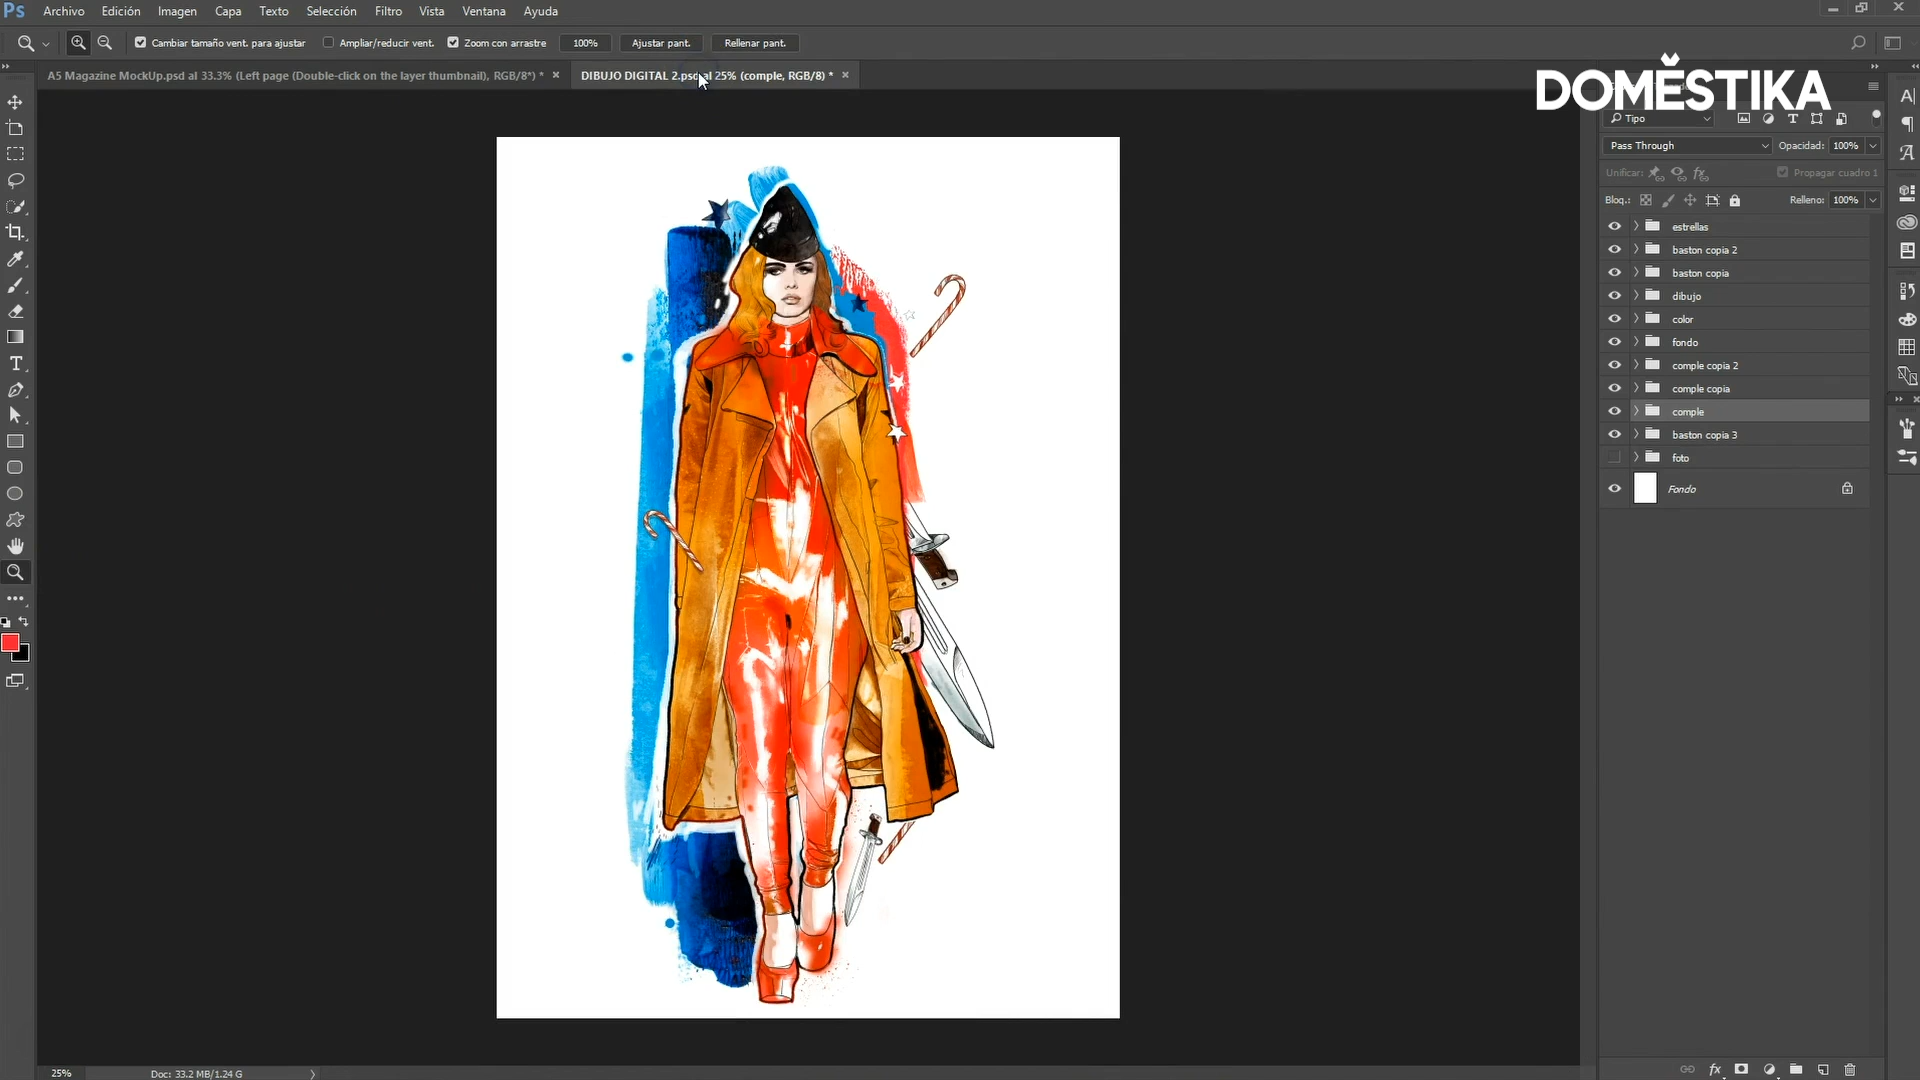 Ps Archivo Edición Imagen Capa Texto Selección Filtro Vista Ventana Ayuda
Cambiar tamaño vent. para ajustar Ampliar/reducir vent. Zoom con arrastre 100% Ajustar pant. Rellenar pant.
A5 Magazine MockUp.psd al 33.3% (Left page (Double-click on the layer thumbnail), RGB/8*) * ×
DIBUJO DIGITAL 2.psd al 25% (comple, RGB/8) * ×
DOMĔSTIKA
Tipo
Pass Through Opacidad: 100%
Unificar: Propagar cuadro 1
Bloq.: Relleno: 100%
estrellas
baston copia 2
baston copia
dibujo
color
fondo
comple copia 2
comple copia
comple
baston copia 3
foto
Fondo
25% Doc: 33.2 MB/1.24 G